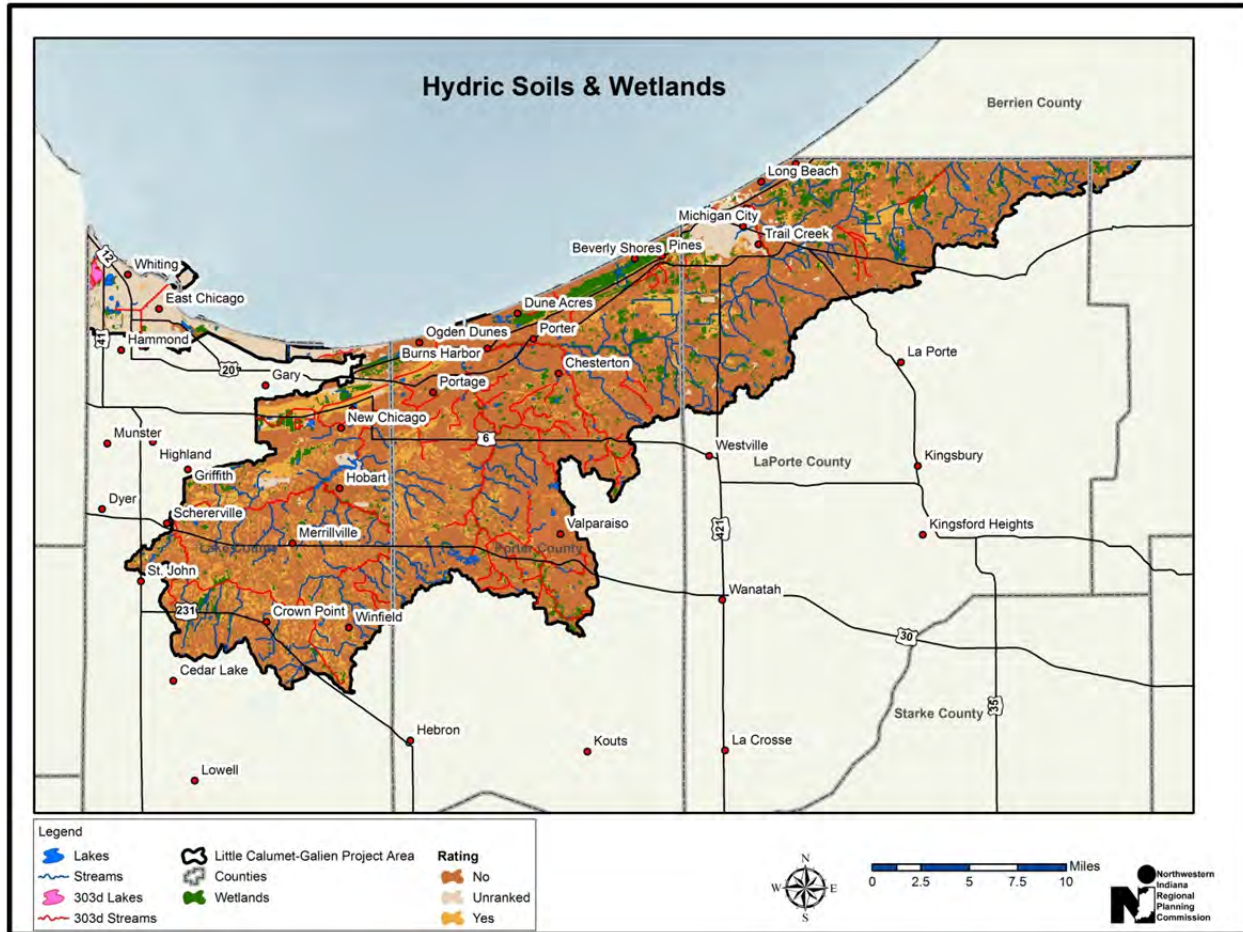 Hydric Soils & Wetlands
Berrien County
Long Beach
Michigan City
Trail Creek
Beverly Shores
Pines
12
Whiting
East Chicago
Dune Acres
41
Hammond
Ogden Dunes
Porter
Burns Harbor
20
La Porte
Gary
Chesterton
Portage
New Chicago
Munster
6
Highland
Westville
LaPorte County
Kingsbury
Griffith
Hobart
Dyer
Schererville
Valparaiso
Kingsford Heights
421
Merrillville
Lake County
Porter County
St. John
Wanatah
231
Crown Point
Winfield
30
Cedar Lake
Starke County
35
Hebron
Kouts
La Crosse
Lowell
Legend
Lakes
Streams
303d Lakes
303d Streams
Little Calumet-Galien Project Area
Counties
Wetlands
Rating
No
Unranked
Yes
N
W E
S
Miles
0 2.5 5 7.5 10
Northwestern
Indiana
Regional
Planning
Commission